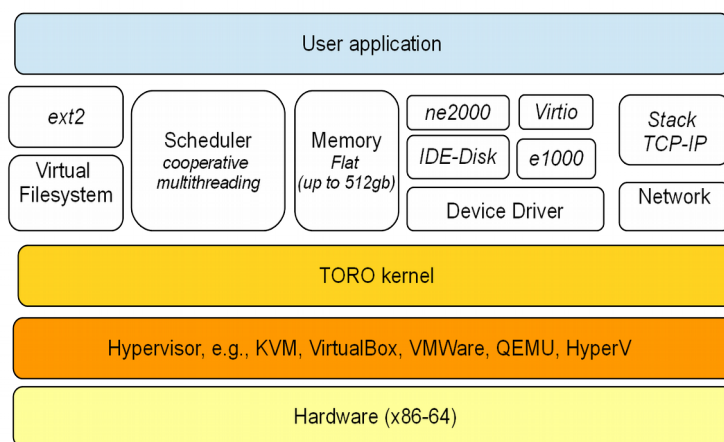 User application
ext2
Virtual
Filesystem
Scheduler
cooperative
multithreading
Memory
Flat
(up to 512gb)
ne2000
Virtio
IDE-Disk
e1000
Device Driver
Stack
TCP-IP
Network
TORO kernel
Hypervisor, e.g., KVM, VirtualBox, VMWare, QEMU, HyperV
Hardware (x86-64)